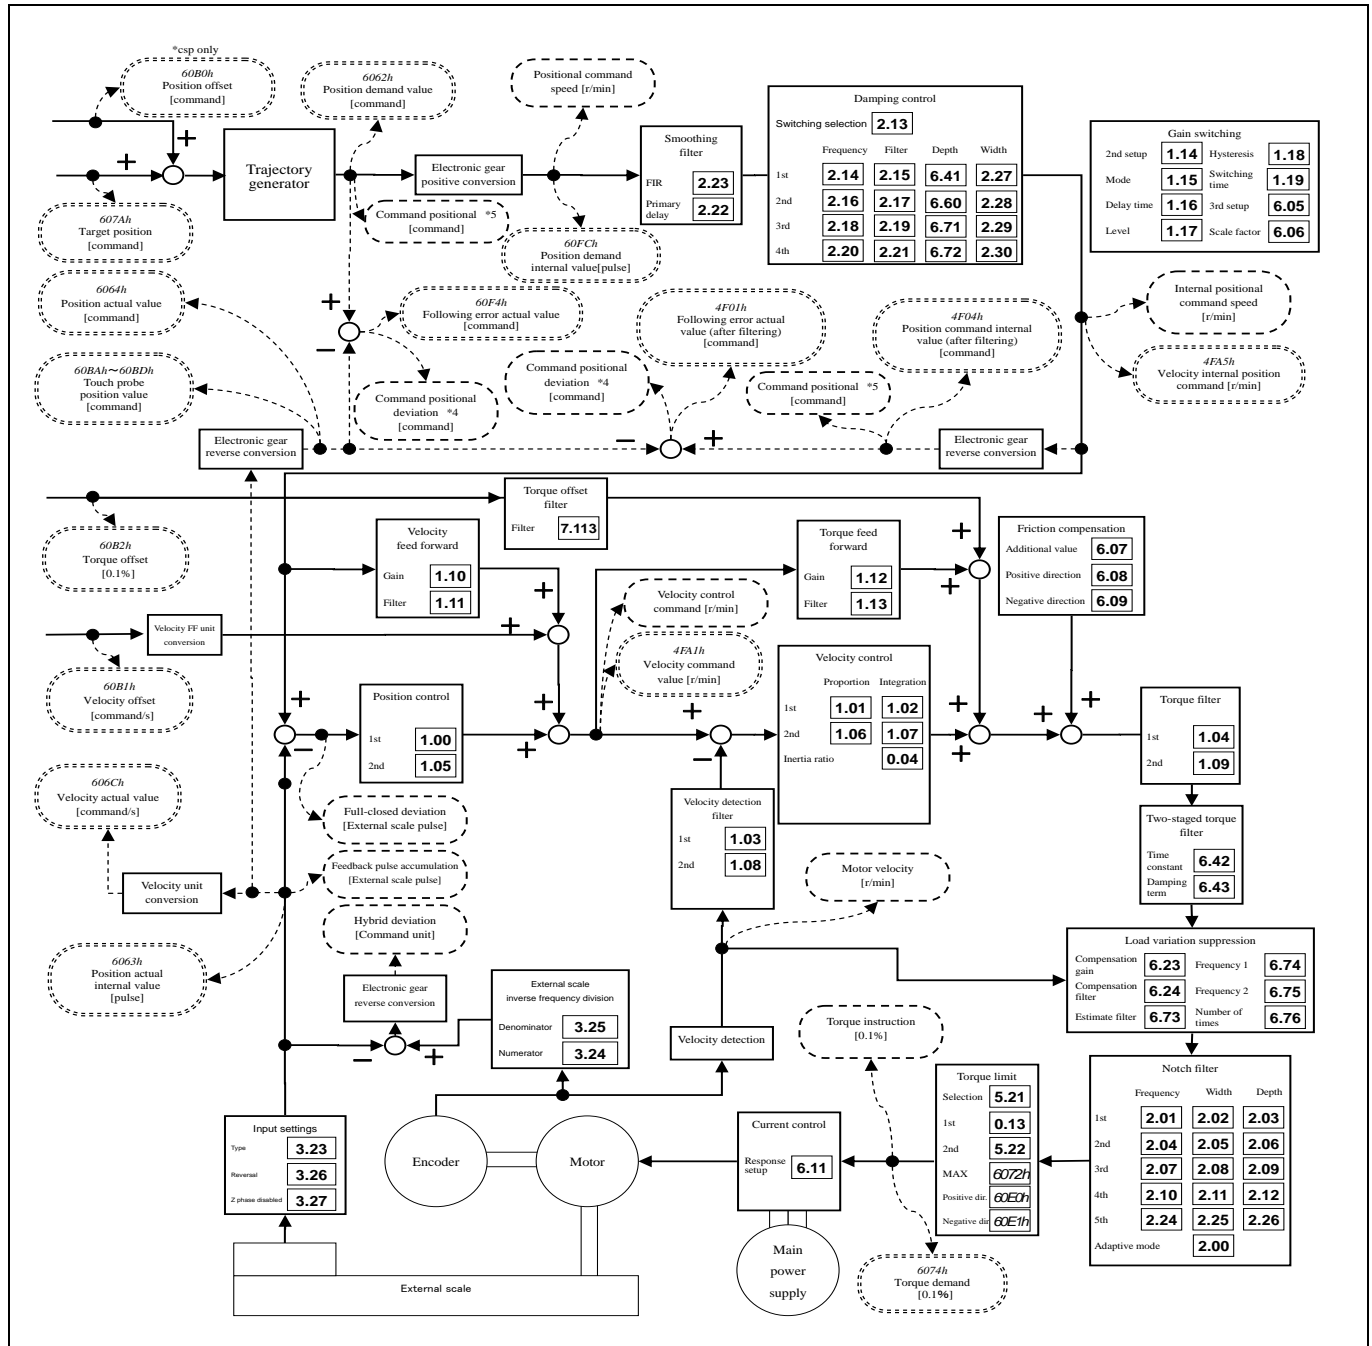 *csp only
60B0h
Position offset
[command]
6062h
Position demand value
[command]
Positional command
speed [r/min]
+
+
Trajectory
generator
Electronic gear
positive conversion
Smoothing
filter
FIR 2.23
Primary
delay 2.22
Damping control
Switching selection 2.13
Frequency Filter Depth Width
1st 2.14 2.15 6.41 2.27
2nd 2.16 2.17 6.60 2.28
3rd 2.18 2.19 6.71 2.29
4th 2.20 2.21 6.72 2.30
Gain switching
2nd setup 1.14 Hysteresis 1.18
Mode 1.15 Switching
time 1.19
Delay time 1.16 3rd setup 6.05
Level 1.17 Scale factor 6.06
607Ah
Target position
[command]
Command positional *5
[command]
60FCh
Position demand
internal value[pulse]
6064h
Position actual value
[command]
+
−
60F4h
Following error actual value
[command]
4F01h
Following error actual
value (after filtering)
[command]
4F04h
Position command internal
value (after filtering)
[command]
Internal positional
command speed
[r/min]
4FA5h
Velocity internal position
command [r/min]
60BAh～60BDh
Touch probe
position value
[command]
Command positional
deviation *4
[command]
Command positional
deviation *4
[command]
Command positional *5
[command]
Electronic gear
reverse conversion
−
+
Electronic gear
reverse conversion
Torque offset
filter
Filter 7.113
60B2h
Torque offset
[0.1%]
Velocity
feed forward
Gain 1.10
Filter 1.11
+
+
Torque feed
forward
Gain 1.12
Filter 1.13
+
+
Friction compensation
Additional value 6.07
Positive direction 6.08
Negative direction 6.09
Velocity control
command [r/min]
4FA1h
Velocity command
value [r/min]
Velocity FF unit
conversion
60B1h
Velocity offset
[command/s]
+
−
Position control
1st 1.00
2nd 1.05
+
+
+
−
Velocity control
Proportion Integration
1st 1.01 1.02
2nd 1.06 1.07
Inertia ratio 0.04
+
+
+
+
Torque filter
1st 1.04
2nd 1.09
606Ch
Velocity actual value
[command/s]
Full-closed deviation
[External scale pulse]
Velocity detection
filter
1st 1.03
2nd 1.08
Two-staged torque
filter
Time
constant 6.42
Damping
term 6.43
Velocity unit
conversion
Feedback pulse accumulation
[External scale pulse]
Motor velocity
[r/min]
Hybrid deviation
[Command unit]
6063h
Position actual
internal value
[pulse]
Load variation suppression
Compensation
gain 6.23 Frequency 1 6.74
Compensation
filter 6.24 Frequency 2 6.75
Estimate filter 6.73 Number of
times 6.76
Electronic gear
reverse conversion
External scale
inverse frequency division
Denominator 3.25
Numerator 3.24
−
+
Velocity detection
Torque instruction
[0.1%]
Notch filter
Frequency Width Depth
1st 2.01 2.02 2.03
2nd 2.04 2.05 2.06
3rd 2.07 2.08 2.09
4th 2.10 2.11 2.12
5th 2.24 2.25 2.26
Adaptive mode 2.00
Torque limit
Selection 5.21
1st 0.13
2nd 5.22
MAX 6072h
Positive dir. 60E0h
Negative dir 60E1h
Input settings
Type 3.23
Reversal 3.26
Z phase disabled 3.27
Encoder
Motor
Current control
Response
setup 6.11
Main
power
supply
6074h
Torque demand
[0.1%]
External scale